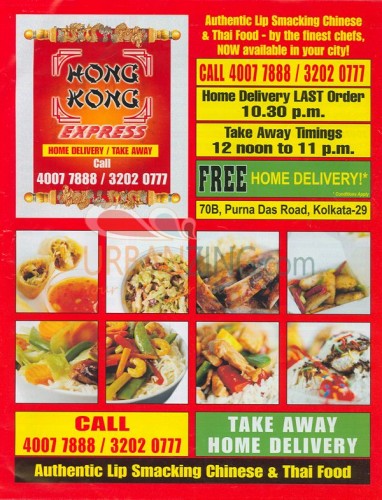 HONG
KONG
EXPRESS
HOME DELIVERY / TAKE AWAY
Call
4007 7888 / 3202 0777
Authentic Lip Smacking Chinese
& Thai Food - by the finest chefs,
NOW available in your city!
CALL 4007 7888 / 3202 0777
Home Delivery LAST Order
10.30 p.m.
Take Away Timings
12 noon to 11 p.m.
FREE HOME DELIVERY!*
*Conditions Apply
70B, Purna Das Road, Kolkata-29
CALL
4007 7888 / 3202 0777
TAKE AWAY
HOME DELIVERY
Authentic Lip Smacking Chinese & Thai Food